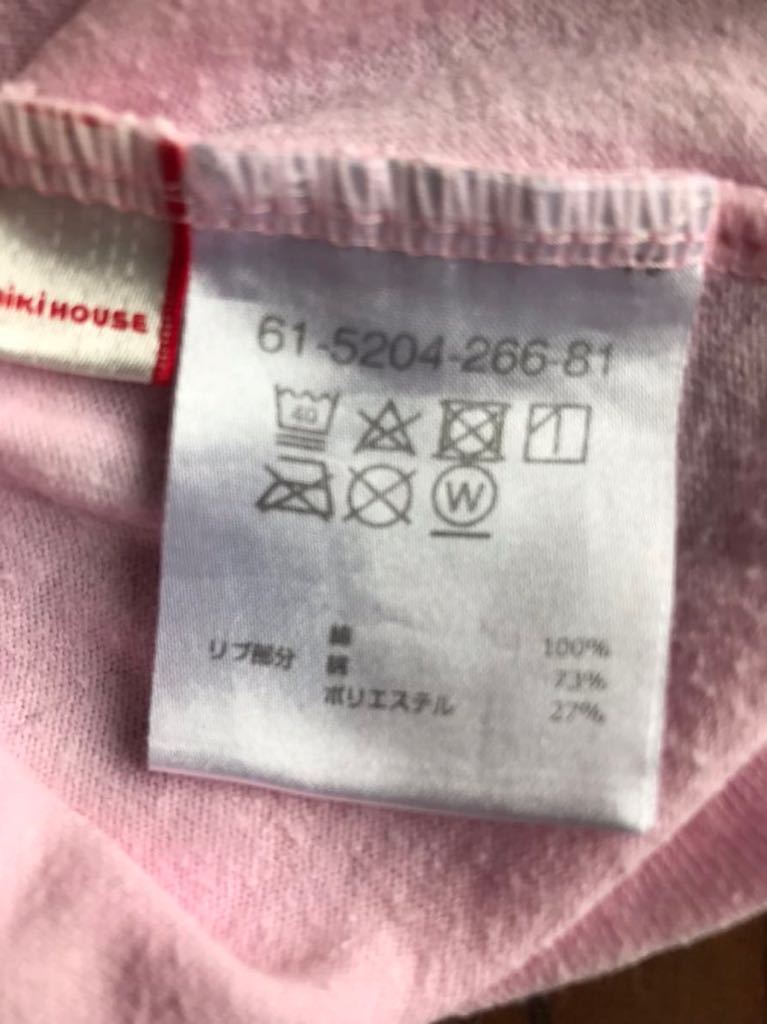 mikiHOUSE
61-5204-266-81
40
W
綿 100%
リブ部分 綿 73%
ポリエステル 27%